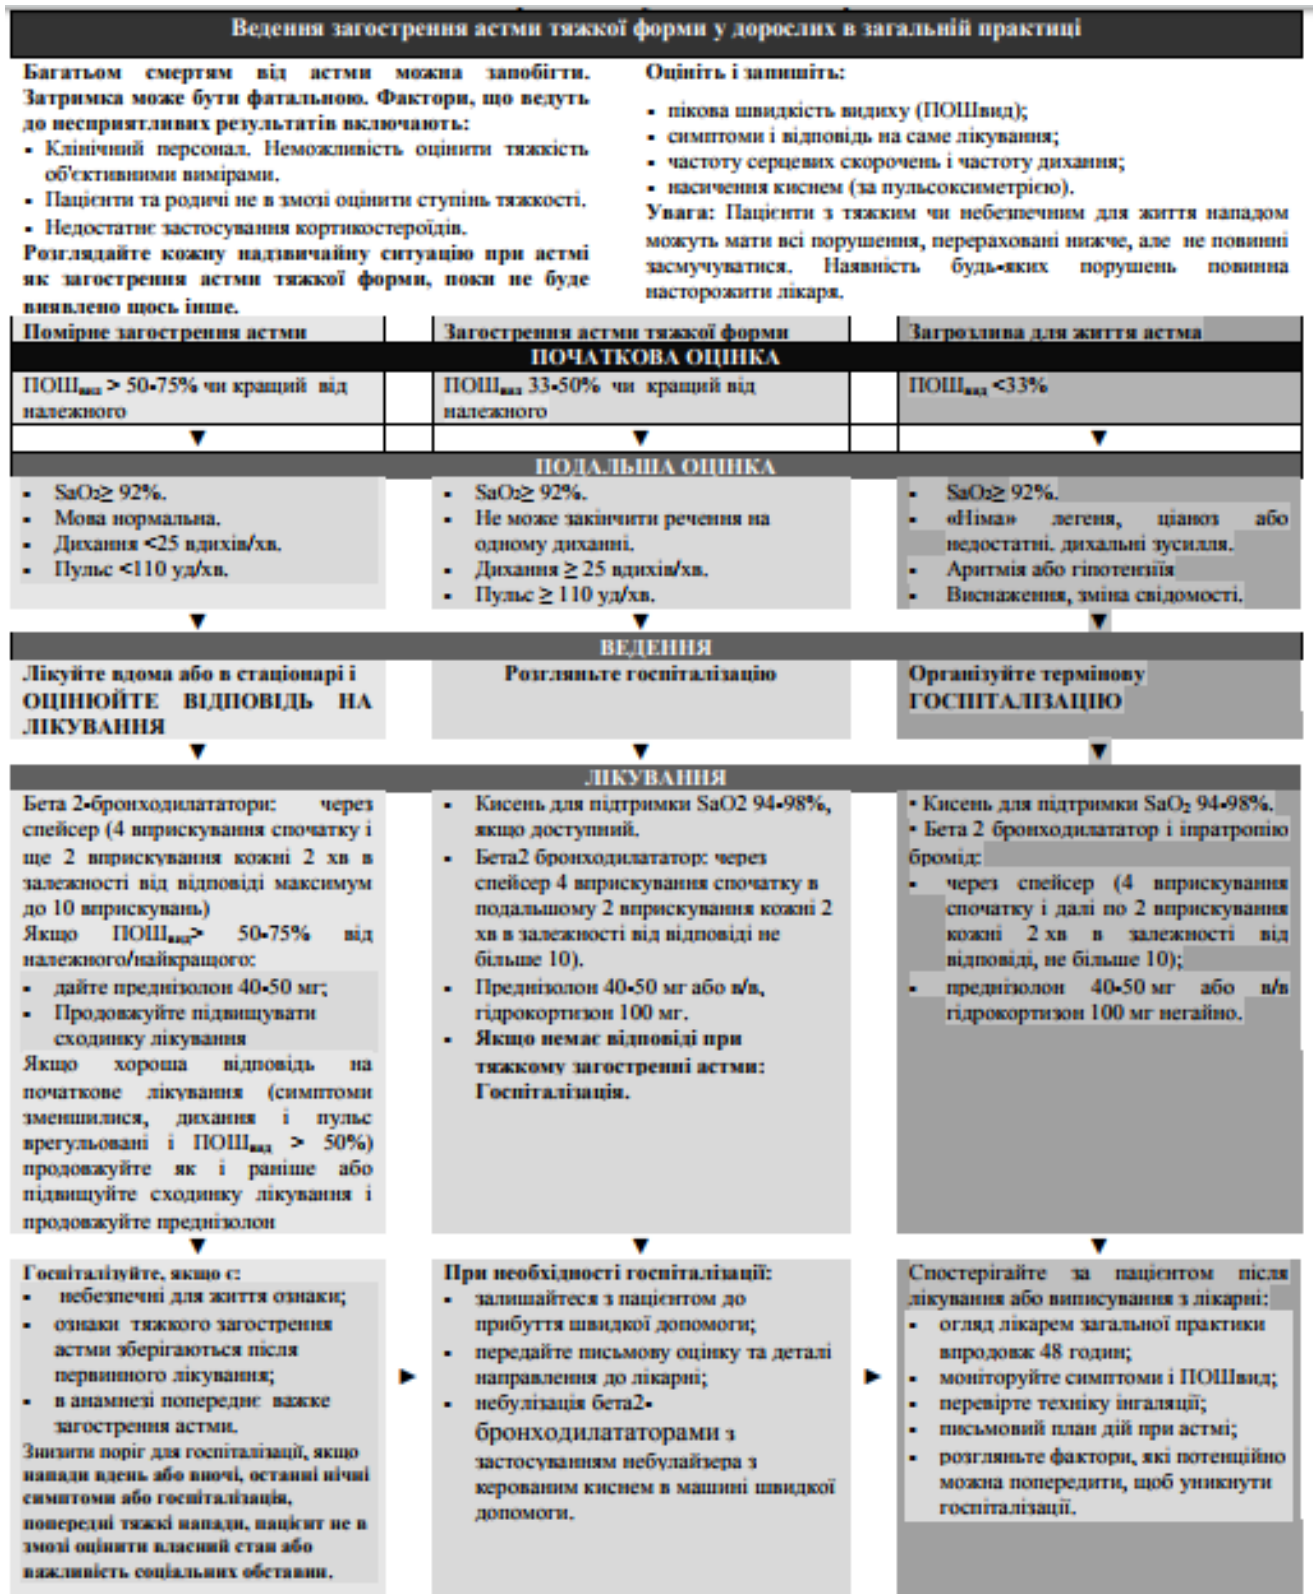 Ведення загострення астми тяжкої форми у дорослих в загальній практиці
Багатьом смертям від астми можна запобігти.
Затримка може бути фатальною. Фактори, що ведуть
до несприятливих результатів включають:
▪ Клінічний персонал. Неможливість оцінити тяжкість
об'єктивними вимірами.
▪ Пацієнти та родичі не в змозі оцінити ступінь тяжкості.
▪ Недостатнє застосування кортикостероїдів.
Розглядайте кожну надзвичайну ситуацію при астмі
як загострення астми тяжкої форми, поки не буде
виявлено щось інше.
Оцініть і запишіть:
▪ пікова швидкість видиху (ПОШвид);
▪ симптоми і відповідь на саме лікування;
▪ частоту серцевих скорочень і частоту дихання;
▪ насичення киснем (за пульсоксиметрією).
Увага: Пацієнти з тяжким чи небезпечним для життя нападом
можуть мати всі порушення, перераховані нижче, але не повинні
засмучуватися. Наявність будь-яких порушень повинна
насторожити лікаря.
Помірне загострення астми
Загострення астми тяжкої форми
Загрозлива для життя астма
ПОЧАТКОВА ОЦІНКА
ПОШвид > 50-75% чи кращий від
належного
ПОШвид 33-50% чи кращий від
належного
ПОШвид <33%
ПОДАЛЬША ОЦІНКА
▪ SaO₂≥ 92%.
▪ Мова нормальна.
▪ Дихання <25 вдихів/хв.
▪ Пульс <110 уд/хв.
▪ SaO₂≥ 92%.
▪ Не може закінчити речення на
одному диханні.
▪ Дихання ≥ 25 вдихів/хв.
▪ Пульс ≥ 110 уд/хв.
▪ SaO₂≥ 92%.
▪ «Німа» легеня, ціаноз або
недостатні. дихальні зусилля.
▪ Аритмія або гіпотензіїя
▪ Виснаження, зміна свідомості.
ВЕДЕННЯ
Лікуйте вдома або в стаціонарі і
ОЦІНЮЙТЕ ВІДПОВІДЬ НА
ЛІКУВАННЯ
Розгляньте госпіталізацію
Організуйте термінову
ГОСПІТАЛІЗАЦІЮ
ЛІКУВАННЯ
Бета 2-бронходилататори: через
спейсер (4 вприскування спочатку і
ще 2 вприскування кожні 2 хв в
залежності від відповіді максимум
до 10 вприскувань)
Якщо ПОШвид> 50-75% від
належного/найкращого:
▪ дайте преднізолон 40-50 мг;
▪ Продовжуйте підвищувати
сходинку лікування
Якщо хороша відповідь на
початкове лікування (симптоми
зменшилися, дихання і пульс
врегульовані і ПОШвид > 50%)
продовжуйте як і раніше або
підвищуйте сходинку лікування і
продовжуйте преднізолон
▪ Кисень для підтримки SaO2 94-98%,
якщо доступний.
▪ Бета2 бронходилататор: через
спейсер 4 вприскування спочатку в
подальшому 2 вприскування кожні 2
хв в залежності від відповіді не
більше 10).
▪ Преднізолон 40-50 мг або в/в,
гідрокортизон 100 мг.
▪ Якщо немає відповіді при
тяжкому загостренні астми:
Госпіталізація.
▪ Кисень для підтримки SaO₂ 94-98%.
▪ Бета 2 бронходилататор і іпратропію
бромід:
▪ через спейсер (4 вприскування
спочатку і далі по 2 вприскування
кожні 2 хв в залежності від
відповіді, не більше 10);
▪ преднізолон 40-50 мг або в/в
гідрокортизон 100 мг негайно.
Госпіталізуйте, якщо є:
▪ небезпечні для життя ознаки;
▪ ознаки тяжкого загострення
астми зберігаються після
первинного лікування;
▪ в анамнезі попереднє важке
загострення астми.
Знизити поріг для госпіталізації, якщо
напади вдень або вночі, останні нічні
симптоми або госпіталізація,
попередні тяжкі напади, пацієнт не в
змозі оцінити власний стан або
важливість соціальних обставин.
При необхідності госпіталізації:
▪ залишайтеся з пацієнтом до
прибуття швидкої допомоги;
▪ передайте письмову оцінку та деталі
направлення до лікарні;
▪ небулізація бета2-
бронходилататорами з
застосуванням небулайзера з
керованим киснем в машині швидкої
допомоги.
Спостерігайте за пацієнтом після
лікування або виписування з лікарні:
▪ огляд лікарем загальної практики
впродовж 48 годин;
▪ моніторуйте симптоми і ПОШвид;
▪ перевірте техніку інгаляції;
▪ письмовий план дій при астмі;
▪ розгляньте фактори, які потенційно
можна попередити, щоб уникнути
госпіталізації.